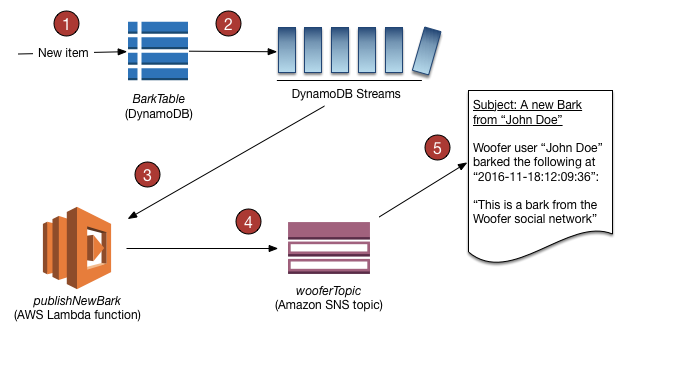 1
2
New item
BarkTable
(DynamoDB)
DynamoDB Streams
Subject: A new Bark
from “John Doe”
Woofer user “John Doe”
barked the following at
“2016-11-18:12:09:36”:
“This is a bark from the
Woofer social network”
5
3
4
publishNewBark
(AWS Lambda function)
wooferTopic
(Amazon SNS topic)